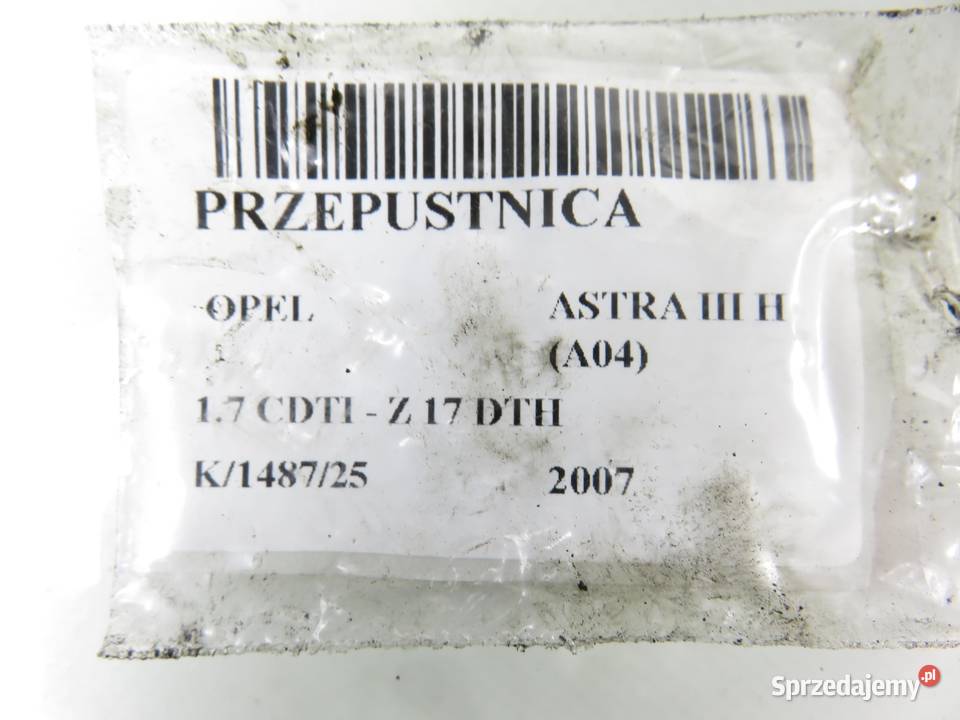 PRZEPUSTNICA
OPEL ASTRA III H
(A04)
1.7 CDTI - Z 17 DTH
K/1487/25 2007
Sprzedajemy.pl